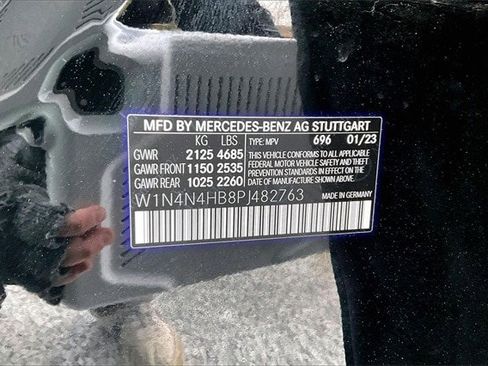 MFD BY MERCEDES-BENZ AG STUTTGART
KG LBS TYPE: MPV 696 01/23
GVWR 2125 4685 THIS VEHICLE CONFORMS TO ALL APPLICABLE
GAWR FRONT 1150 2535 FEDERAL MOTOR VEHICLE SAFETY AND THEFT
GAWR REAR 1025 2260 PREVENTION STANDARDS IN EFFECT ON THE DATE OF MANUFACTURE SHOWN ABOVE.
W1N4N4HB8PJ482763 MADE IN GERMANY